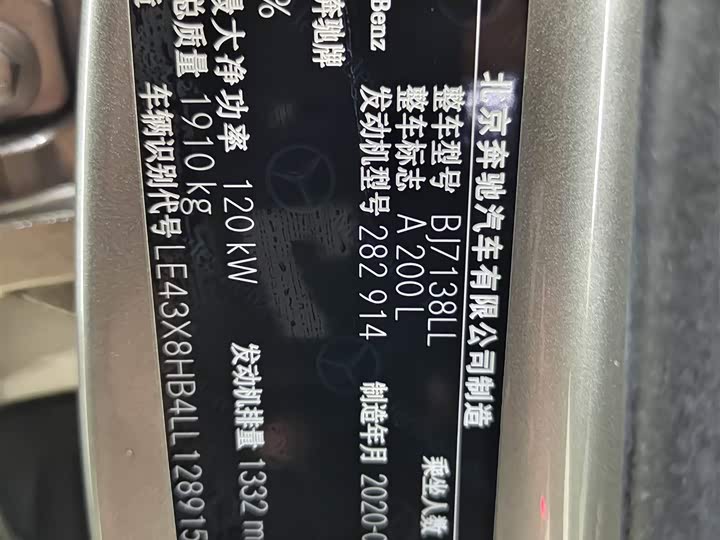 北京奔驰汽车有限公司制造
整车型号 BJ7138LL 乘坐人数
整车标志 A 200 L
发动机型号 282 914 制造年月 2020-0
Benz
奔驰牌
%
最大净功率 120 kW 发动机排量 1332 m
总质量 1910 kg
车辆识别代号 LE43X8HB4LL128915